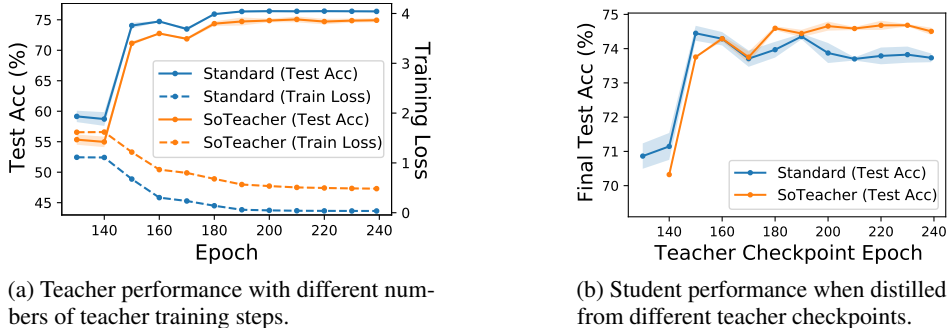 75
70
65
60
55
50
45
Test Acc (%)
4
3
2
1
0
Training Loss
Standard (Test Acc)
Standard (Train Loss)
SoTeacher (Test Acc)
SoTeacher (Train Loss)
140 160 180 200 220 240
Epoch
(a) Teacher performance with different num-
bers of teacher training steps.
75
74
73
72
71
70
Final Test Acc (%)
Standard (Test Acc)
SoTeacher (Test Acc)
140 160 180 200 220 240
Teacher Checkpoint Epoch
(b) Student performance when distilled
from different teacher checkpoints.